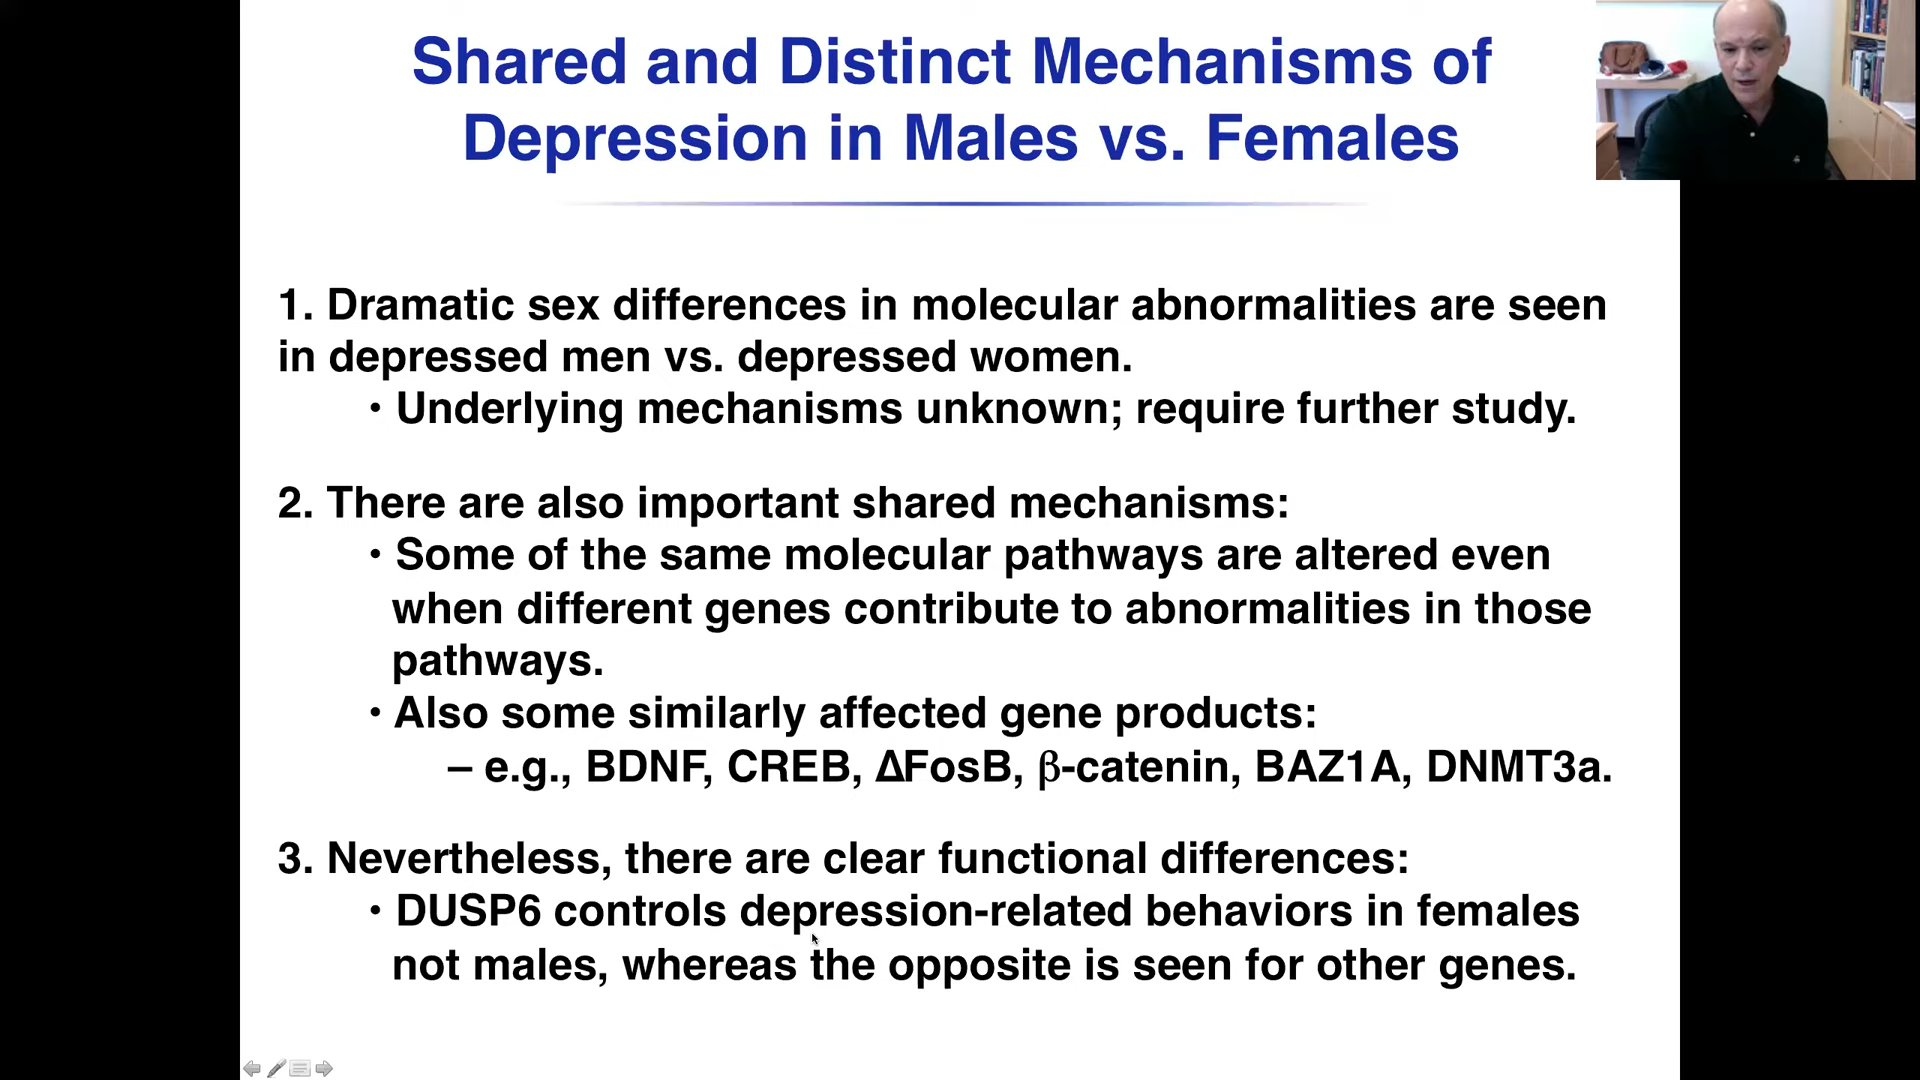 Shared and Distinct Mechanisms of
Depression in Males vs. Females
1. Dramatic sex differences in molecular abnormalities are seen
in depressed men vs. depressed women.
• Underlying mechanisms unknown; require further study.
2. There are also important shared mechanisms:
• Some of the same molecular pathways are altered even
when different genes contribute to abnormalities in those
pathways.
• Also some similarly affected gene products:
– e.g., BDNF, CREB, ΔFosB, β-catenin, BAZ1A, DNMT3a.
3. Nevertheless, there are clear functional differences:
• DUSP6 controls depression-related behaviors in females
not males, whereas the opposite is seen for other genes.